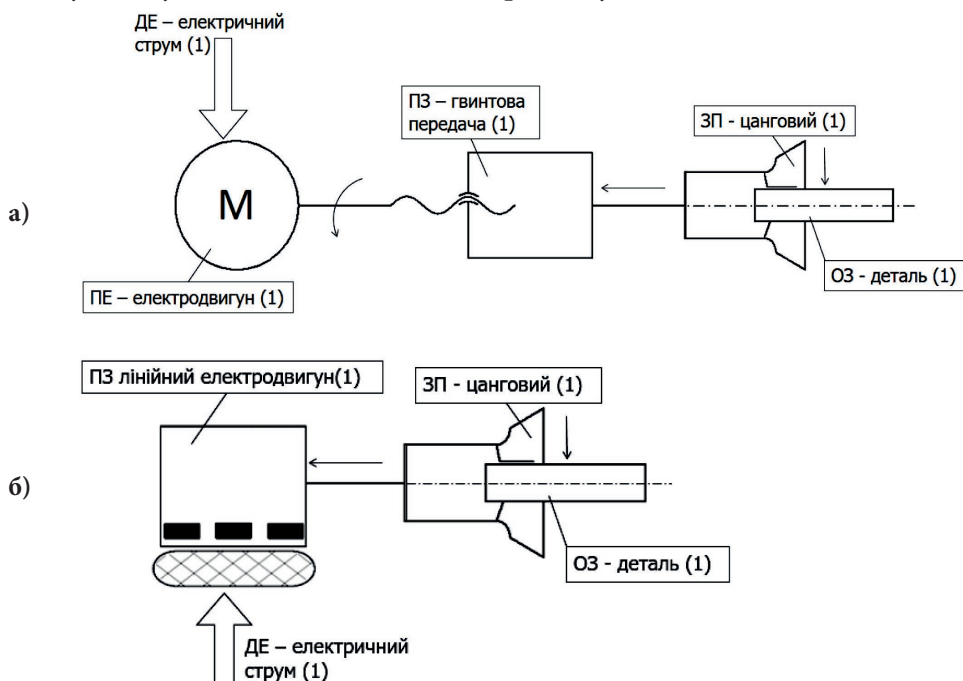 ДЕ – електричний
струм (1)
ПЗ – гвинтова
передача (1)
ЗП - цанговий (1)
М
а)
ОЗ - деталь (1)
ПЕ – електродвигун (1)
ПЗ лінійний електродвигун(1)
ЗП - цанговий (1)
б)
ОЗ - деталь (1)
ДЕ – електричний
струм (1)